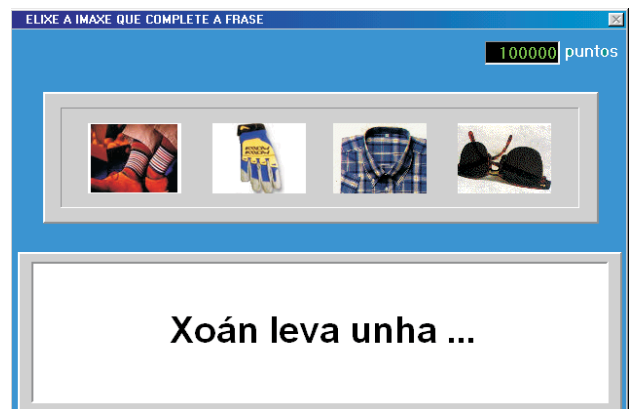 ELIXE A IMAXE QUE COMPLETE A FRASE
100000 puntos
Xoán leva unha ...